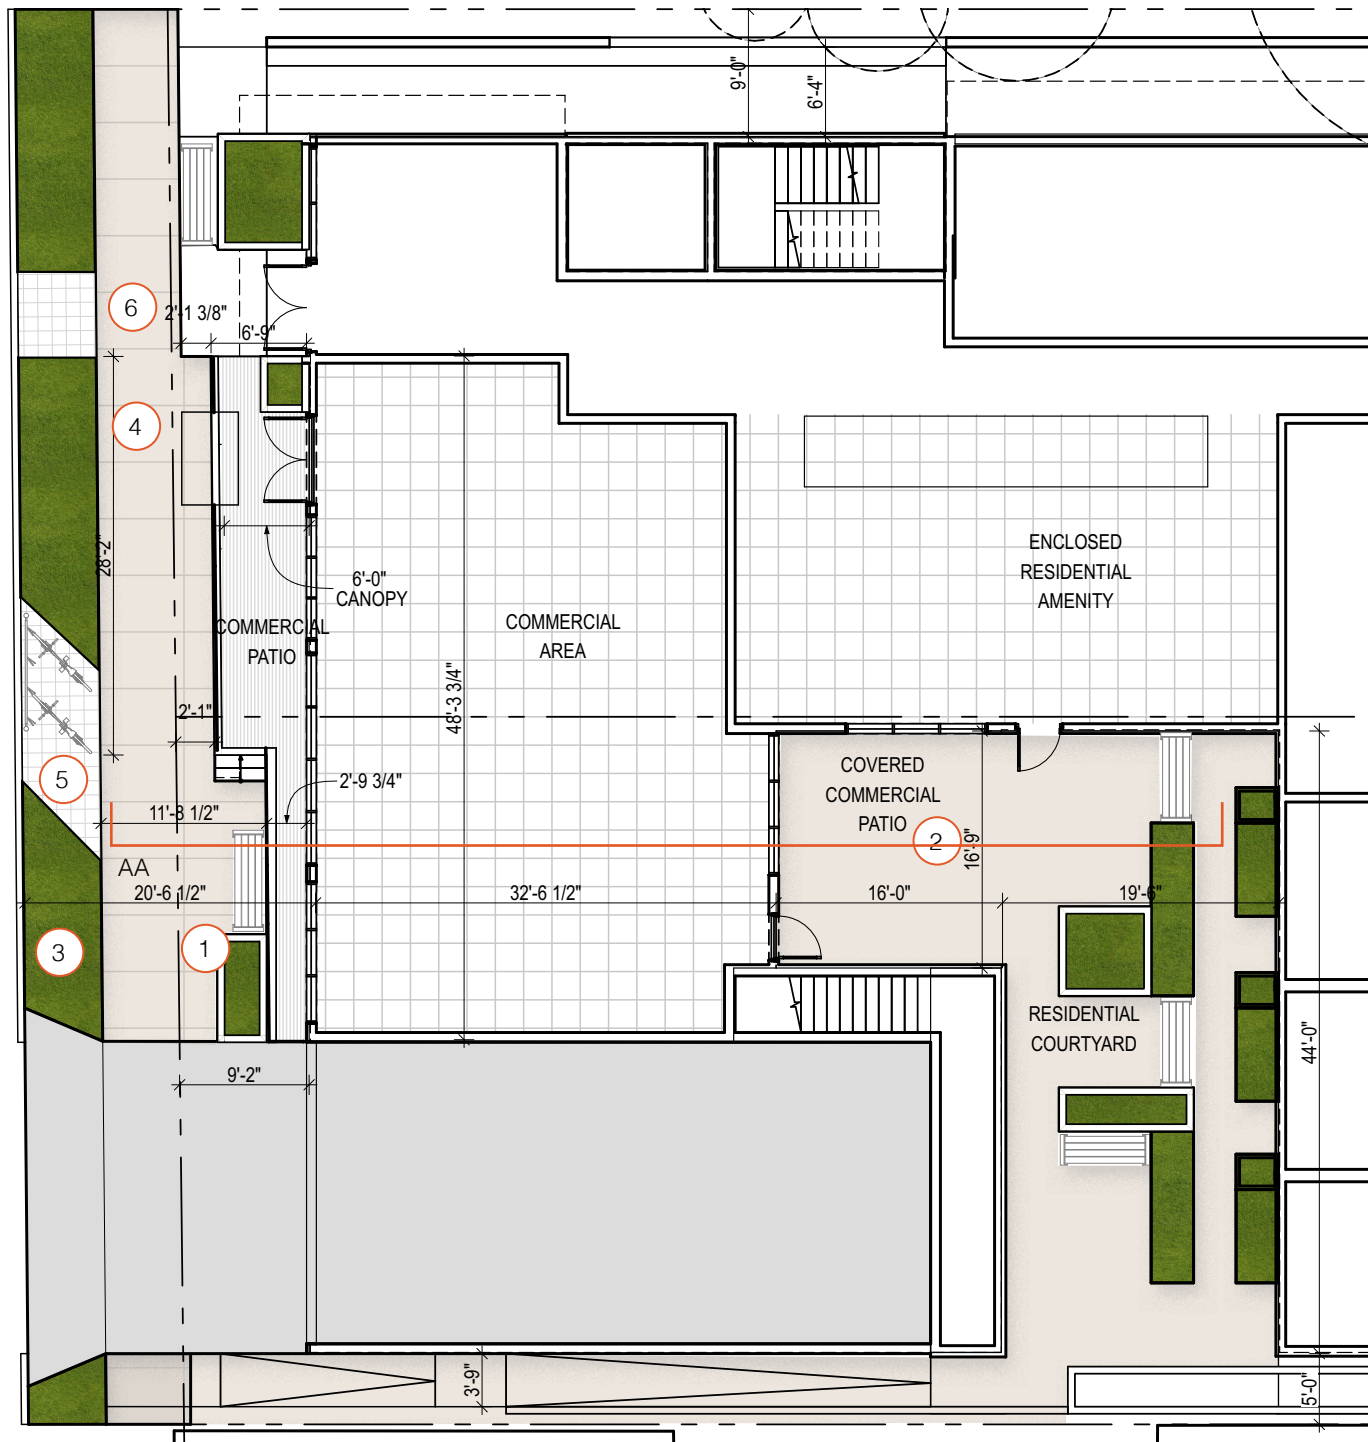 9'-0"
6'-4"
6
2'-1 3/8"
6'-9"
4
28'-2"
6'-0"
CANOPY
COMMERCIAL
PATIO
COMMERCIAL
AREA
ENCLOSED
RESIDENTIAL
AMENITY
48'-3 3/4"
2'-1"
5
2'-9 3/4"
COVERED
COMMERCIAL
PATIO
11'-8 1/2"
2
16'-9"
AA
20'-6 1/2"
32'-6 1/2"
16'-0"
19'-6"
3
1
RESIDENTIAL
COURTYARD
44'-0"
9'-2"
3'-9"
5'-0"